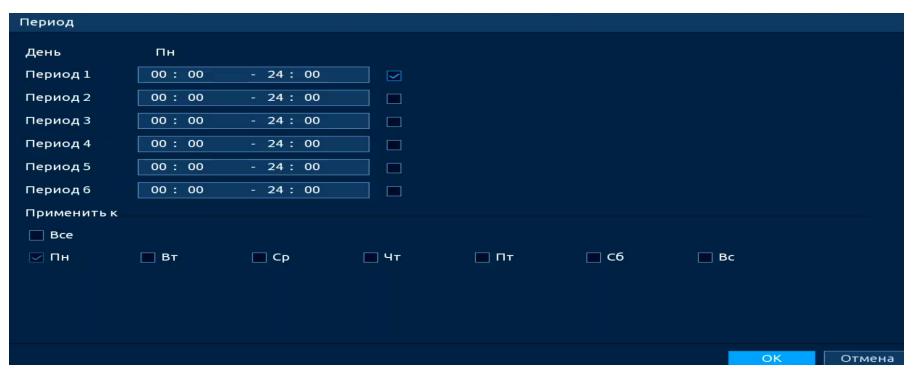 Период
День Пн
Период 1 00 : 00 - 24 : 00
Период 2 00 : 00 - 24 : 00
Период 3 00 : 00 - 24 : 00
Период 4 00 : 00 - 24 : 00
Период 5 00 : 00 - 24 : 00
Период 6 00 : 00 - 24 : 00
Применить к
Все
Пн Вт Ср Чт Пт Сб Вс
OK Отмена